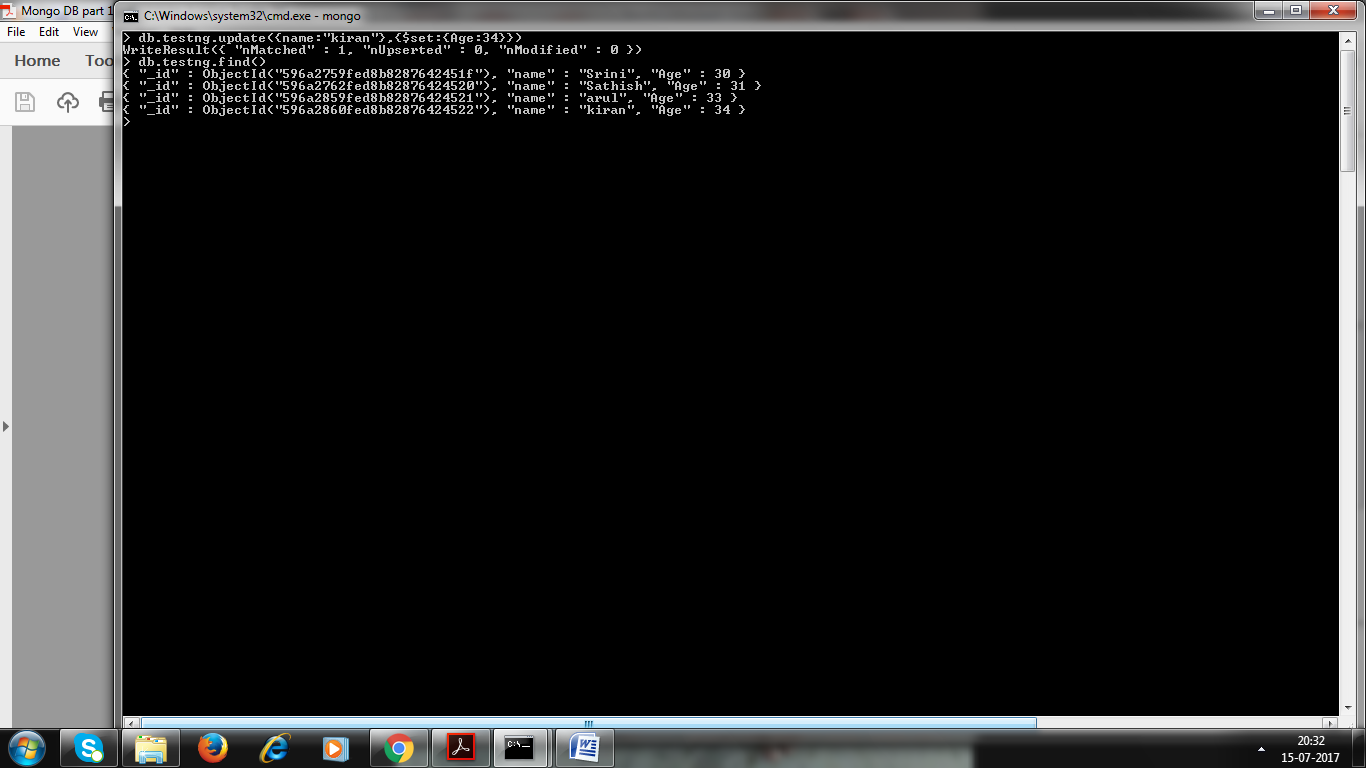 Mongo DB part 1
File Edit View
Home Too
C:\Windows\system32\cmd.exe - mongo
> db.testng.update({name:"kiran"},{$set:{Age:34}})
WriteResult({ "nMatched" : 1, "nUpserted" : 0, "nModified" : 0 })
> db.testng.find()
{ "_id" : ObjectId("596a2759fed8b8287642451f"), "name" : "Srini", "Age" : 30 }
{ "_id" : ObjectId("596a2762fed8b82876424520"), "name" : "Sathish", "Age" : 31 }
{ "_id" : ObjectId("596a2859fed8b82876424521"), "name" : "arul", "Age" : 33 }
{ "_id" : ObjectId("596a2860fed8b82876424522"), "name" : "kiran", "Age" : 34 }
>
20:32
15-07-2017